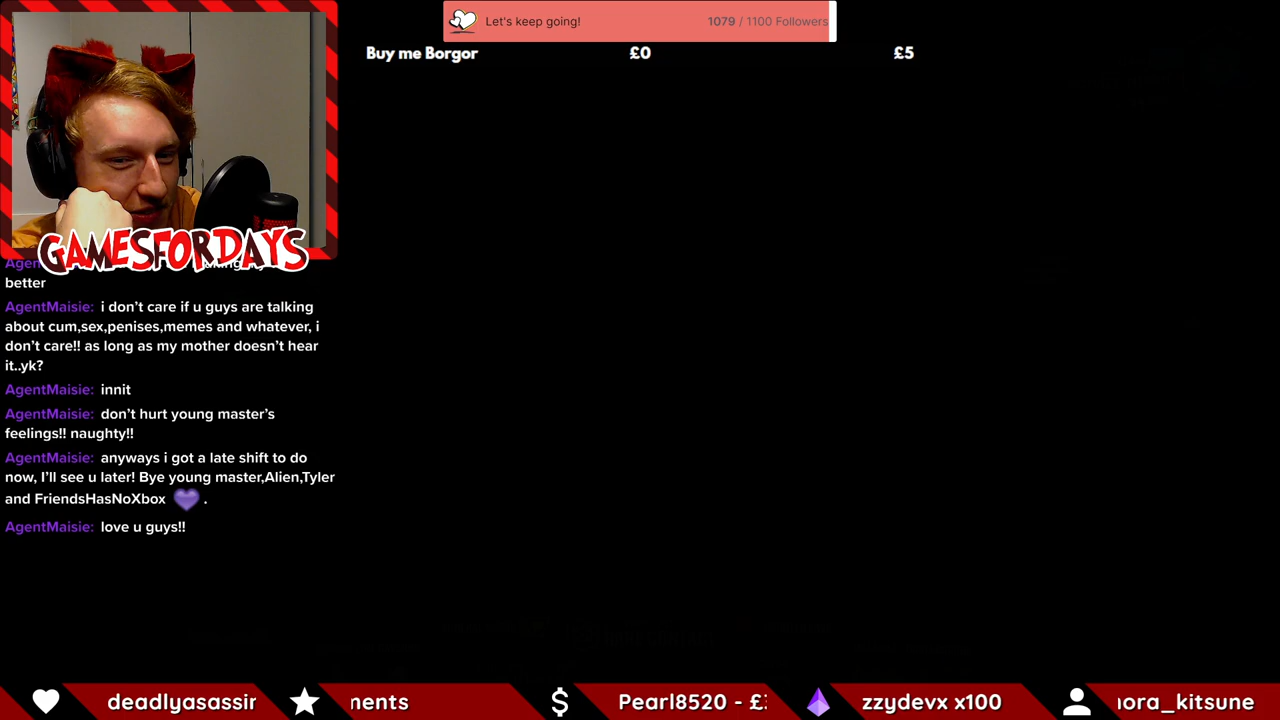 Let's keep going! 1079 / 1100 Followers
Buy me Borgor £0 £5
GAMESFORDAYS
better
AgentMaisie: i don't care if u guys are talking
about cum,sex,penises,memes and whatever, i
don't care!! as long as my mother doesn't hear
it..yk?
AgentMaisie: innit
AgentMaisie: don't hurt young master's
feelings!! naughty!!
AgentMaisie: anyways i got a late shift to do
now, I'll see u later! Bye young master,Alien,Tyler
and FriendsHasNoXbox 💜 .
AgentMaisie: love u guys!!
deadlyasassir nents Pearl8520 - £ zzydevx x100 ora_kitsune